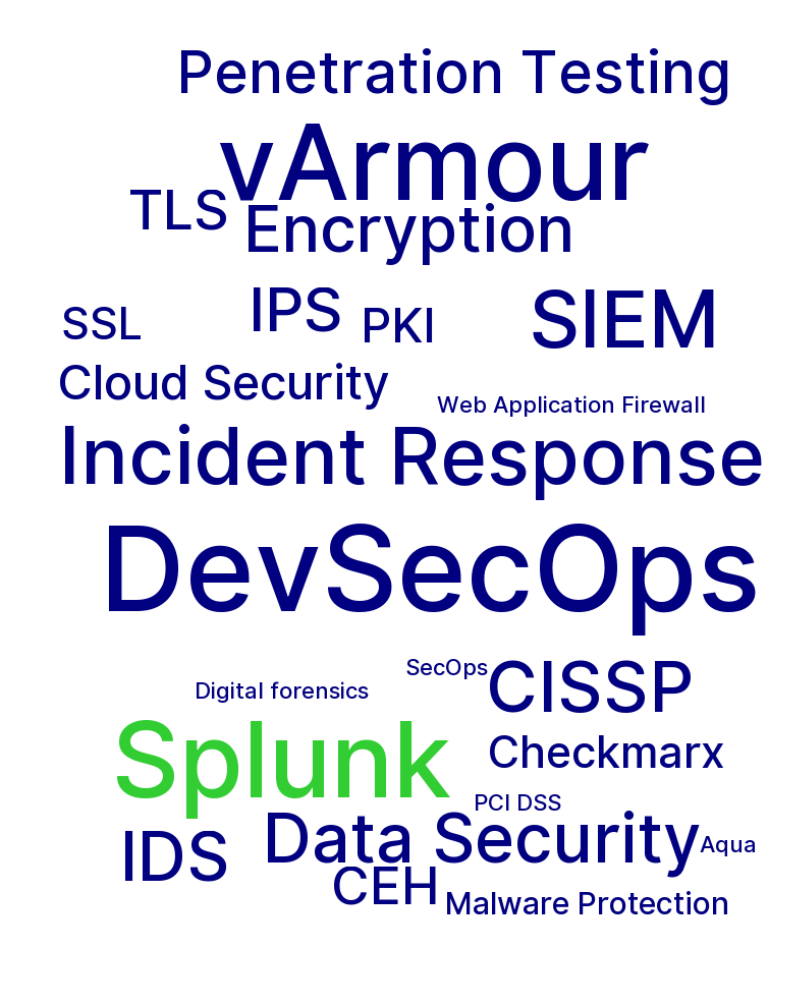 Penetration Testing
vArmour
TLS
Encryption
IPS
SIEM
SSL
PKI
Cloud Security
Web Application Firewall
Incident Response
DevSecOps
SecOps
CISSP
Digital forensics
Splunk
Checkmarx
PCI DSS
Data Security
Aqua
IDS
CEH
Malware Protection